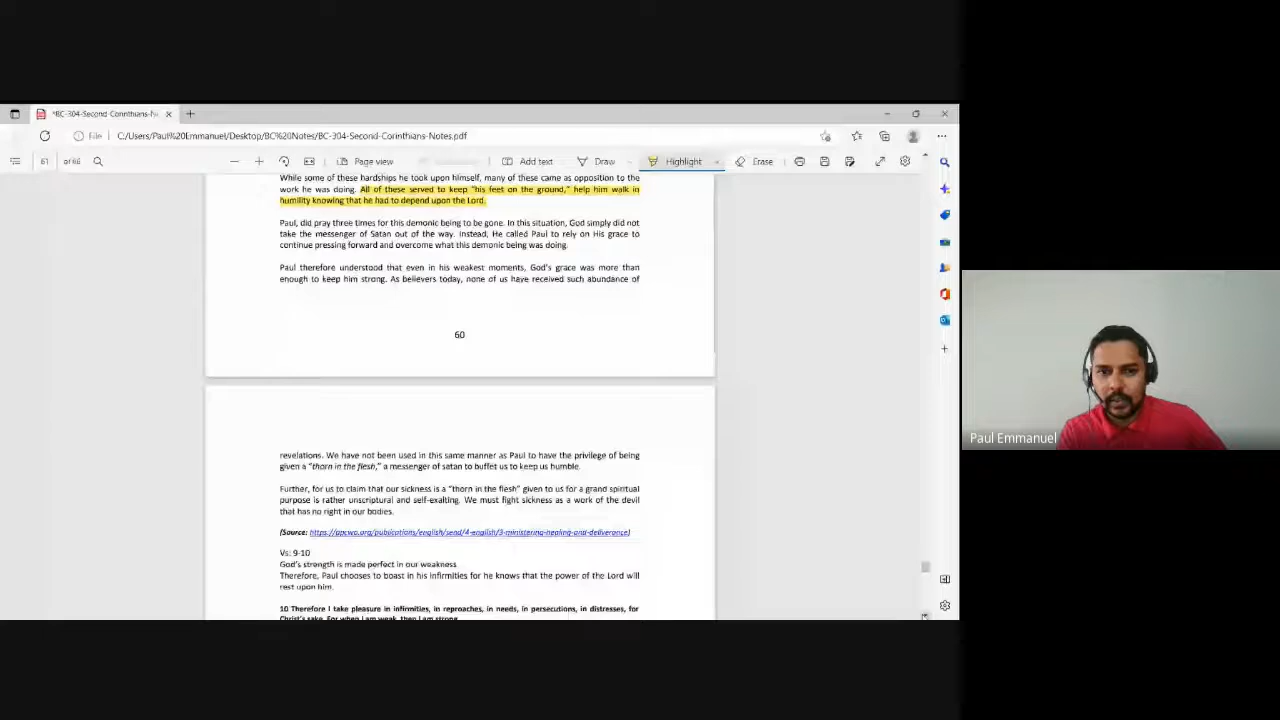 *BC-304-Second-Corinthians-N
File
C:/Users/Paul%20Emmanuel/Desktop/BC%20Notes/BC-304-Second-Corinthians-Notes.pdf
61 of 66
Page view
Add text
Draw
Highlight
Erase
While some of these hardships he took upon himself, many of these came as opposition to the
work he was doing. All of these served to keep "his feet on the ground," help him walk in
humility knowing that he had to depend upon the Lord.
Paul, did pray three times for this demonic being to be gone. In this situation, God simply did not
take the messenger of Satan out of the way. Instead, He called Paul to rely on His grace to
continue pressing forward and overcome what this demonic being was doing.
Paul therefore understood that even in his weakest moments, God's grace was more than
enough to keep him strong. As believers today, none of us have received such abundance of
60
revelations. We have not been used in this same manner as Paul to have the privilege of being
given a "thorn in the flesh," a messenger of satan to buffet us to keep us humble.
Further, for us to claim that our sickness is a "thorn in the flesh" given to us for a grand spiritual
purpose is rather unscriptural and self-exalting. We must fight sickness as a work of the devil
that has no right in our bodies.
(Source: https://apcwo.org/publications/english/send/4-english/3-ministering-healing-and-deliverance)
Vs: 9-10
God's strength is made perfect in our weakness
Therefore, Paul chooses to boast in his infirmities for he knows that the power of the Lord will
rest upon him.
10 Therefore I take pleasure in infirmities, in reproaches, in needs, in persecutions, in distresses, for
Christ's sake. For when I am weak, then I am strong.
Paul Emmanuel